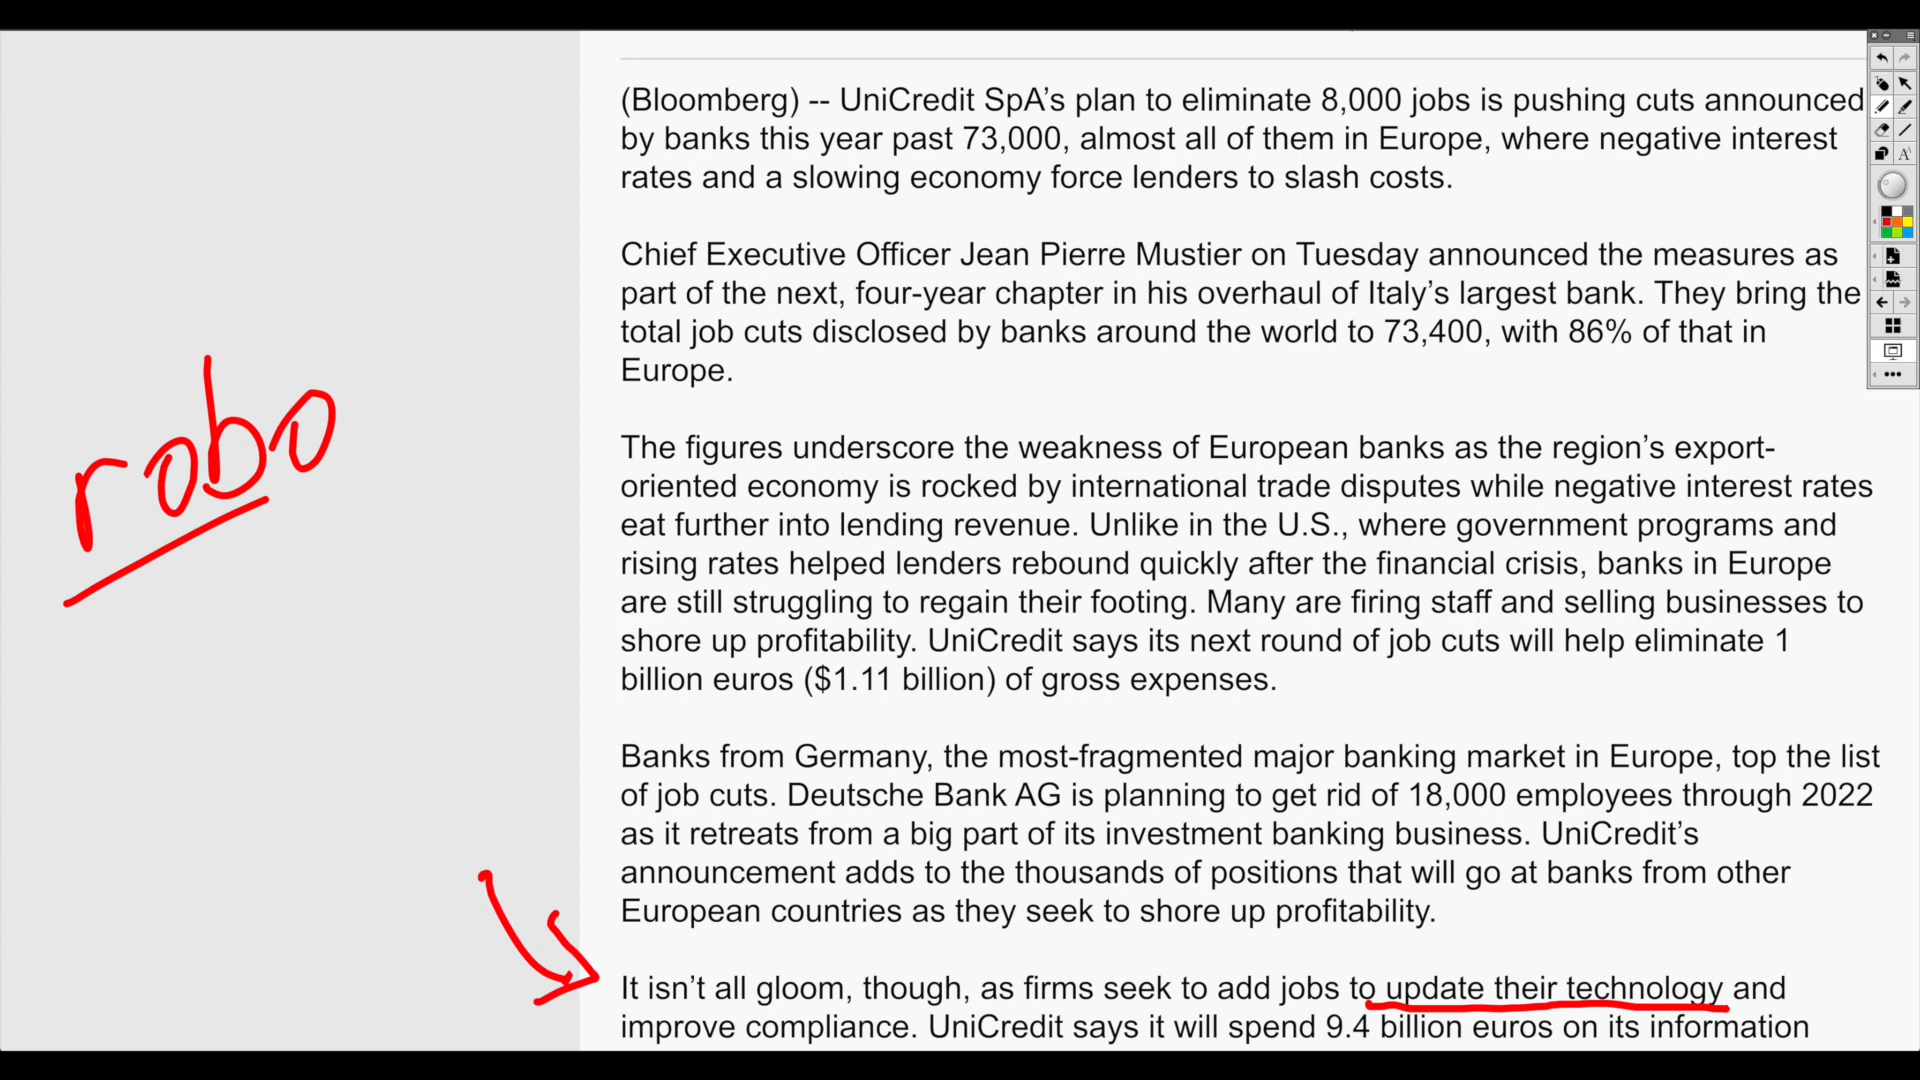 (Bloomberg) -- UniCredit SpA’s plan to eliminate 8,000 jobs is pushing cuts announced
by banks this year past 73,000, almost all of them in Europe, where negative interest
rates and a slowing economy force lenders to slash costs.
Chief Executive Officer Jean Pierre Mustier on Tuesday announced the measures as
part of the next, four-year chapter in his overhaul of Italy’s largest bank. They bring the
total job cuts disclosed by banks around the world to 73,400, with 86% of that in
Europe.
robo
The figures underscore the weakness of European banks as the region’s export-
oriented economy is rocked by international trade disputes while negative interest rates
eat further into lending revenue. Unlike in the U.S., where government programs and
rising rates helped lenders rebound quickly after the financial crisis, banks in Europe
are still struggling to regain their footing. Many are firing staff and selling businesses to
shore up profitability. UniCredit says its next round of job cuts will help eliminate 1
billion euros ($1.11 billion) of gross expenses.
Banks from Germany, the most-fragmented major banking market in Europe, top the list
of job cuts. Deutsche Bank AG is planning to get rid of 18,000 employees through 2022
as it retreats from a big part of its investment banking business. UniCredit’s
announcement adds to the thousands of positions that will go at banks from other
European countries as they seek to shore up profitability.
It isn’t all gloom, though, as firms seek to add jobs to update their technology and
improve compliance. UniCredit says it will spend 9.4 billion euros on its information